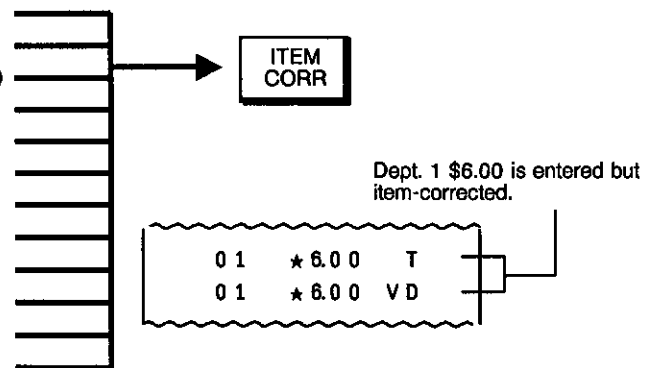 ITEM
CORR
Dept. 1 $6.00 is entered but
item-corrected.
01 ★6.00 T
01 ★6.00 VD